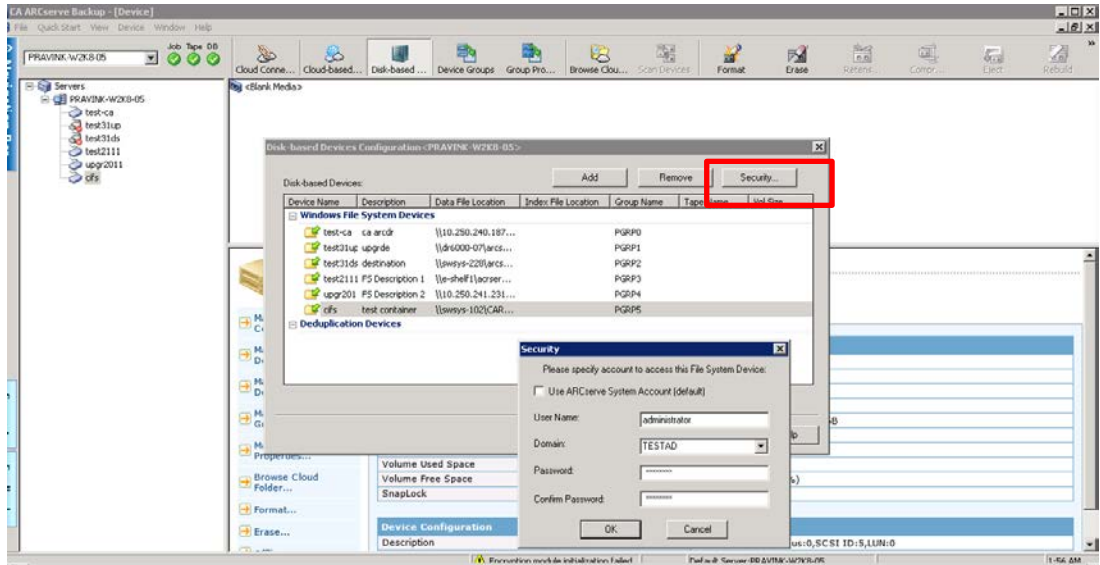 CA ARCserve Backup - [Device]
File Quick Start View Device Window Help
PRAVINK-W2K8-05
Job Tape DB
Cloud Conne... Cloud-based... Disk-based ... Device Groups Group Pro... Browse Clou... Scan Devices Format Erase Retens... Compr... Eject Rebuild
Servers
PRAVINK-W2K8-05
test-ca
test31up
test31ds
test2111
upgr2011
cifs
<Blank Media>
Disk-based Devices Configuration<PRAVINK-W2K8-05>
Disk-based Devices:
Add Remove Security...
Device Name Description Data File Location Index File Location Group Name Tape Name Vol Size
Windows File System Devices
test-ca ca arcdr \\10.250.240.187... PGRP0
test31up upgrde \\dr6000-07\arcs... PGRP1
test31ds destination \\swsys-228\arcs... PGRP2
test2111 FS Description 1 \\e-shelf1\acrser... PGRP3
upgr201 FS Description 2 \\10.250.241.231... PGRP4
cifs test container \\swsys-102\CAR... PGRP5
Deduplication Devices
Security
Please specify account to access this File System Device:
Use ARCserve System Account (default)
User Name: administrator
Domain: TESTAD
Password:
Confirm Password:
OK Cancel
Properties...
Browse Cloud
Folder...
Format...
Erase...
Volume Used Space
Volume Free Space
SnapLock
Device Configuration
Description
us:0,SCSI ID:5,LUN:0
Encryption module initialization failed
Default Server:PRAVINK-W2K8-05
1:56 AM